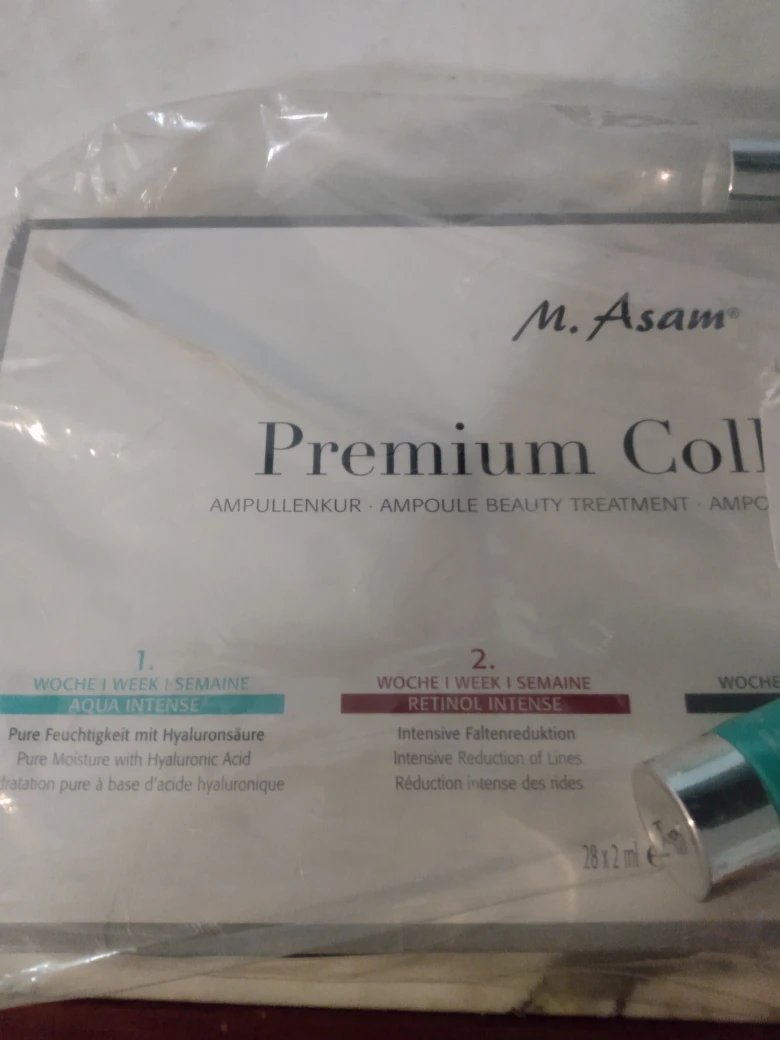 M. Asam®
Premium Coll
AMPULLENKUR · AMPOULE BEAUTY TREATMENT · AMPO
1.
WOCHE | WEEK | SEMAINE
AQUA INTENSE
Pure Feuchtigkeit mit Hyaluronsäure
Pure Moisture with Hyaluronic Acid
dratation pure à base d'acide hyaluronique
2.
WOCHE | WEEK | SEMAINE
RETINOL INTENSE
Intensive Faltenreduktion
Intensive Reduction of Lines
Réduction intense des rides
WOCHE
28 x 2 ml e